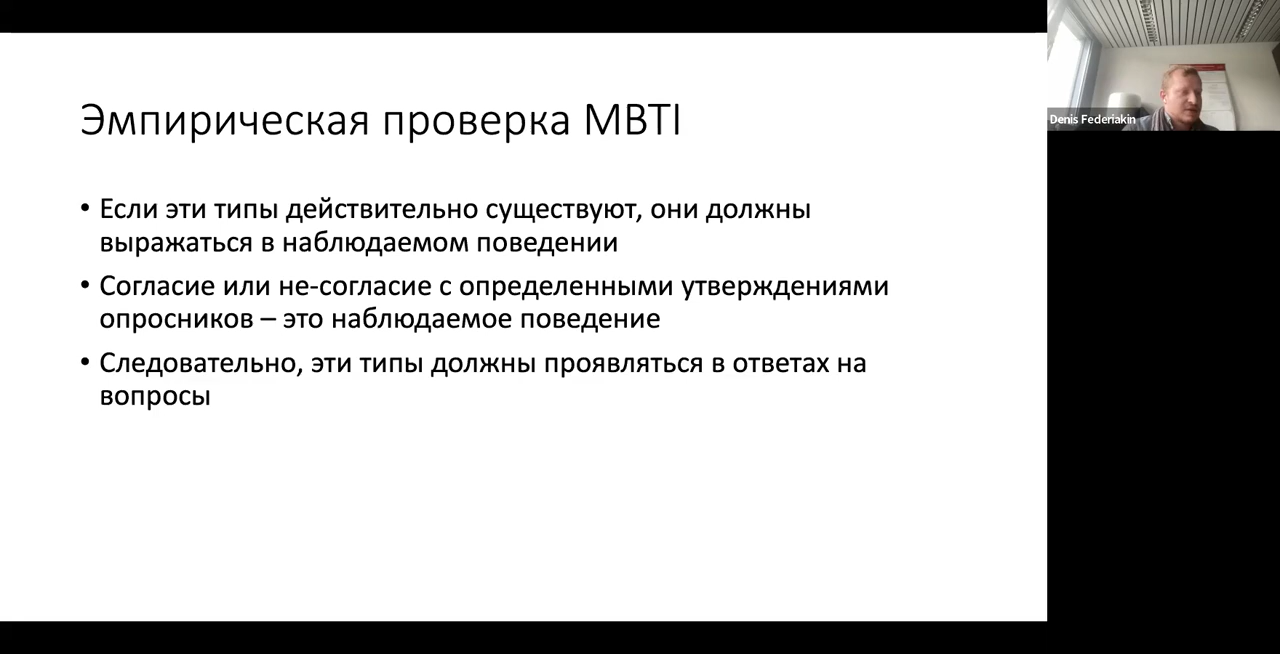 Эмпирическая проверка MBTI
• Если эти типы действительно существуют, они должны
выражаться в наблюдаемом поведении
• Согласие или не-согласие с определенными утверждениями
опросников – это наблюдаемое поведение
• Следовательно, эти типы должны проявляться в ответах на
вопросы
Denis Federiakin